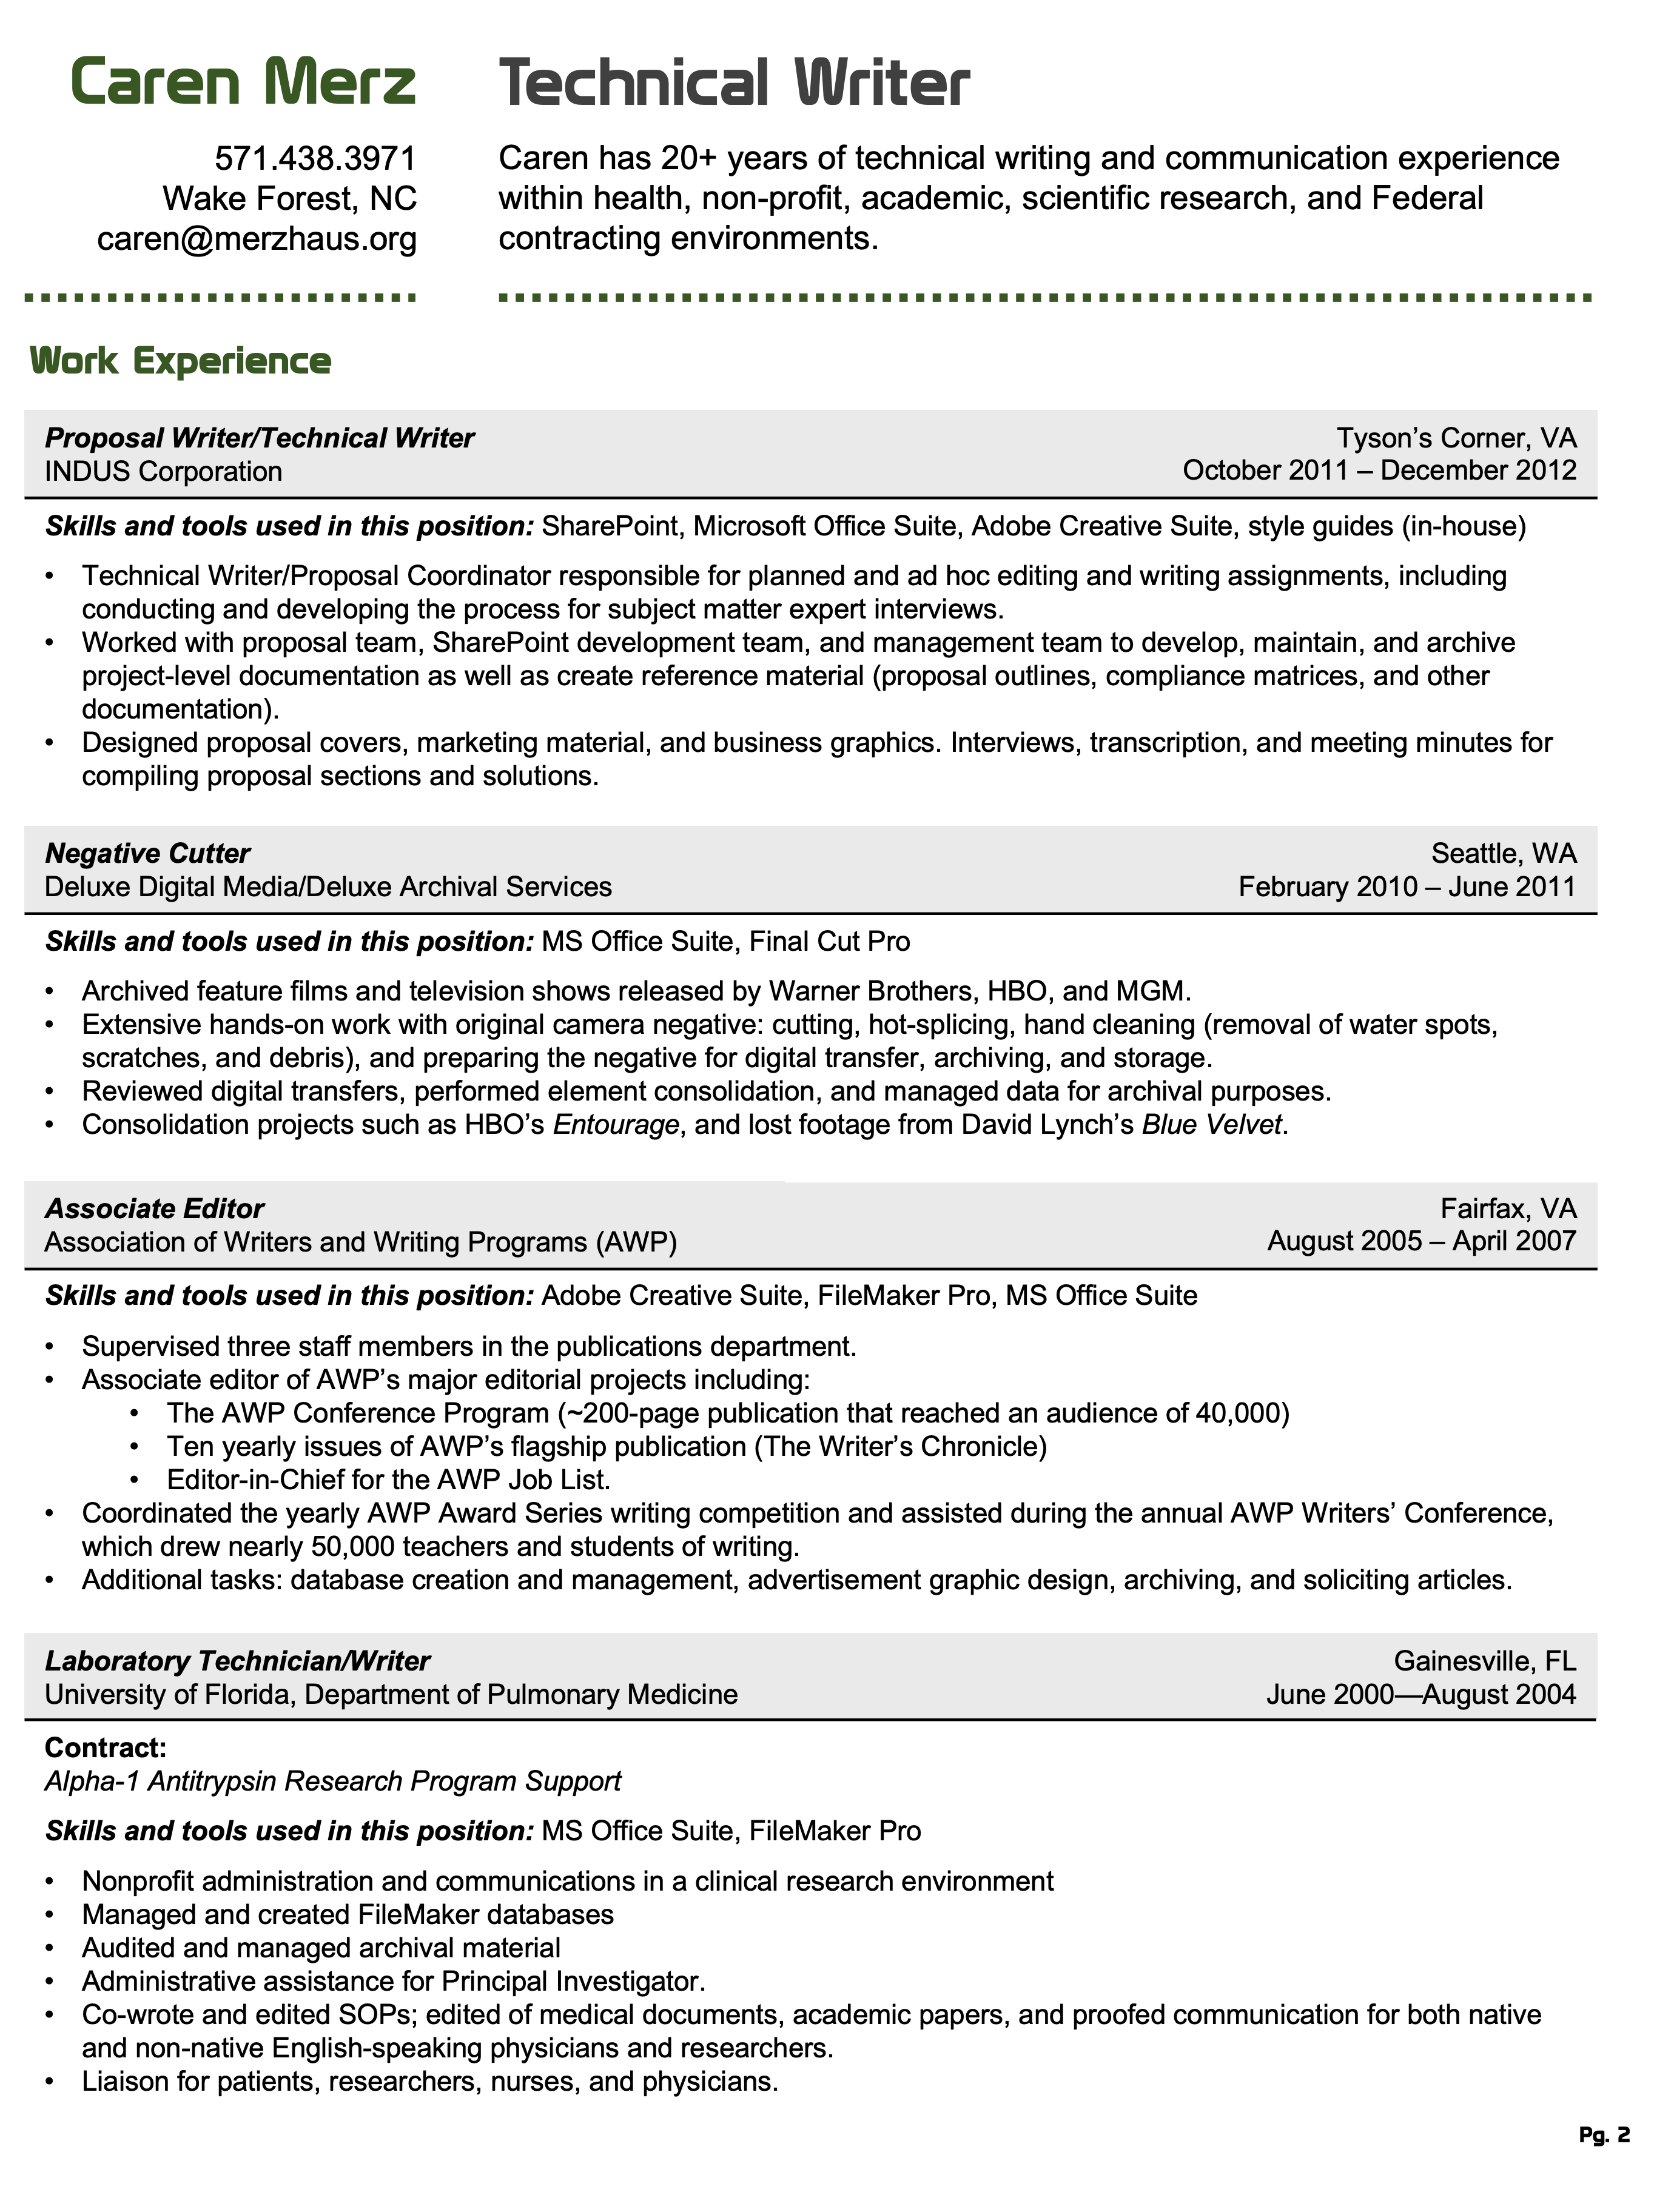 Caren Merz
571.438.3971
Wake Forest, NC
caren@merzhaus.org
Technical Writer
Caren has 20+ years of technical writing and communication experience
within health, non-profit, academic, scientific research, and Federal
contracting environments.
Work Experience
Proposal Writer/Technical Writer
INDUS Corporation
Tyson’s Corner, VA
October 2011 – December 2012
Skills and tools used in this position: SharePoint, Microsoft Office Suite, Adobe Creative Suite, style guides (in-house)
• Technical Writer/Proposal Coordinator responsible for planned and ad hoc editing and writing assignments, including
conducting and developing the process for subject matter expert interviews.
• Worked with proposal team, SharePoint development team, and management team to develop, maintain, and archive
project-level documentation as well as create reference material (proposal outlines, compliance matrices, and other
documentation).
• Designed proposal covers, marketing material, and business graphics. Interviews, transcription, and meeting minutes for
compiling proposal sections and solutions.
Negative Cutter
Deluxe Digital Media/Deluxe Archival Services
Seattle, WA
February 2010 – June 2011
Skills and tools used in this position: MS Office Suite, Final Cut Pro
• Archived feature films and television shows released by Warner Brothers, HBO, and MGM.
• Extensive hands-on work with original camera negative: cutting, hot-splicing, hand cleaning (removal of water spots,
scratches, and debris), and preparing the negative for digital transfer, archiving, and storage.
• Reviewed digital transfers, performed element consolidation, and managed data for archival purposes.
• Consolidation projects such as HBO’s Entourage, and lost footage from David Lynch’s Blue Velvet.
Associate Editor
Association of Writers and Writing Programs (AWP)
Fairfax, VA
August 2005 – April 2007
Skills and tools used in this position: Adobe Creative Suite, FileMaker Pro, MS Office Suite
• Supervised three staff members in the publications department.
• Associate editor of AWP’s major editorial projects including:
• The AWP Conference Program (~200-page publication that reached an audience of 40,000)
• Ten yearly issues of AWP’s flagship publication (The Writer’s Chronicle)
• Editor-in-Chief for the AWP Job List.
• Coordinated the yearly AWP Award Series writing competition and assisted during the annual AWP Writers’ Conference,
which drew nearly 50,000 teachers and students of writing.
• Additional tasks: database creation and management, advertisement graphic design, archiving, and soliciting articles.
Laboratory Technician/Writer
University of Florida, Department of Pulmonary Medicine
Gainesville, FL
June 2000—August 2004
Contract:
Alpha-1 Antitrypsin Research Program Support
Skills and tools used in this position: MS Office Suite, FileMaker Pro
• Nonprofit administration and communications in a clinical research environment
• Managed and created FileMaker databases
• Audited and managed archival material
• Administrative assistance for Principal Investigator.
• Co-wrote and edited SOPs; edited of medical documents, academic papers, and proofed communication for both native
and non-native English-speaking physicians and researchers.
• Liaison for patients, researchers, nurses, and physicians.
Pg. 2